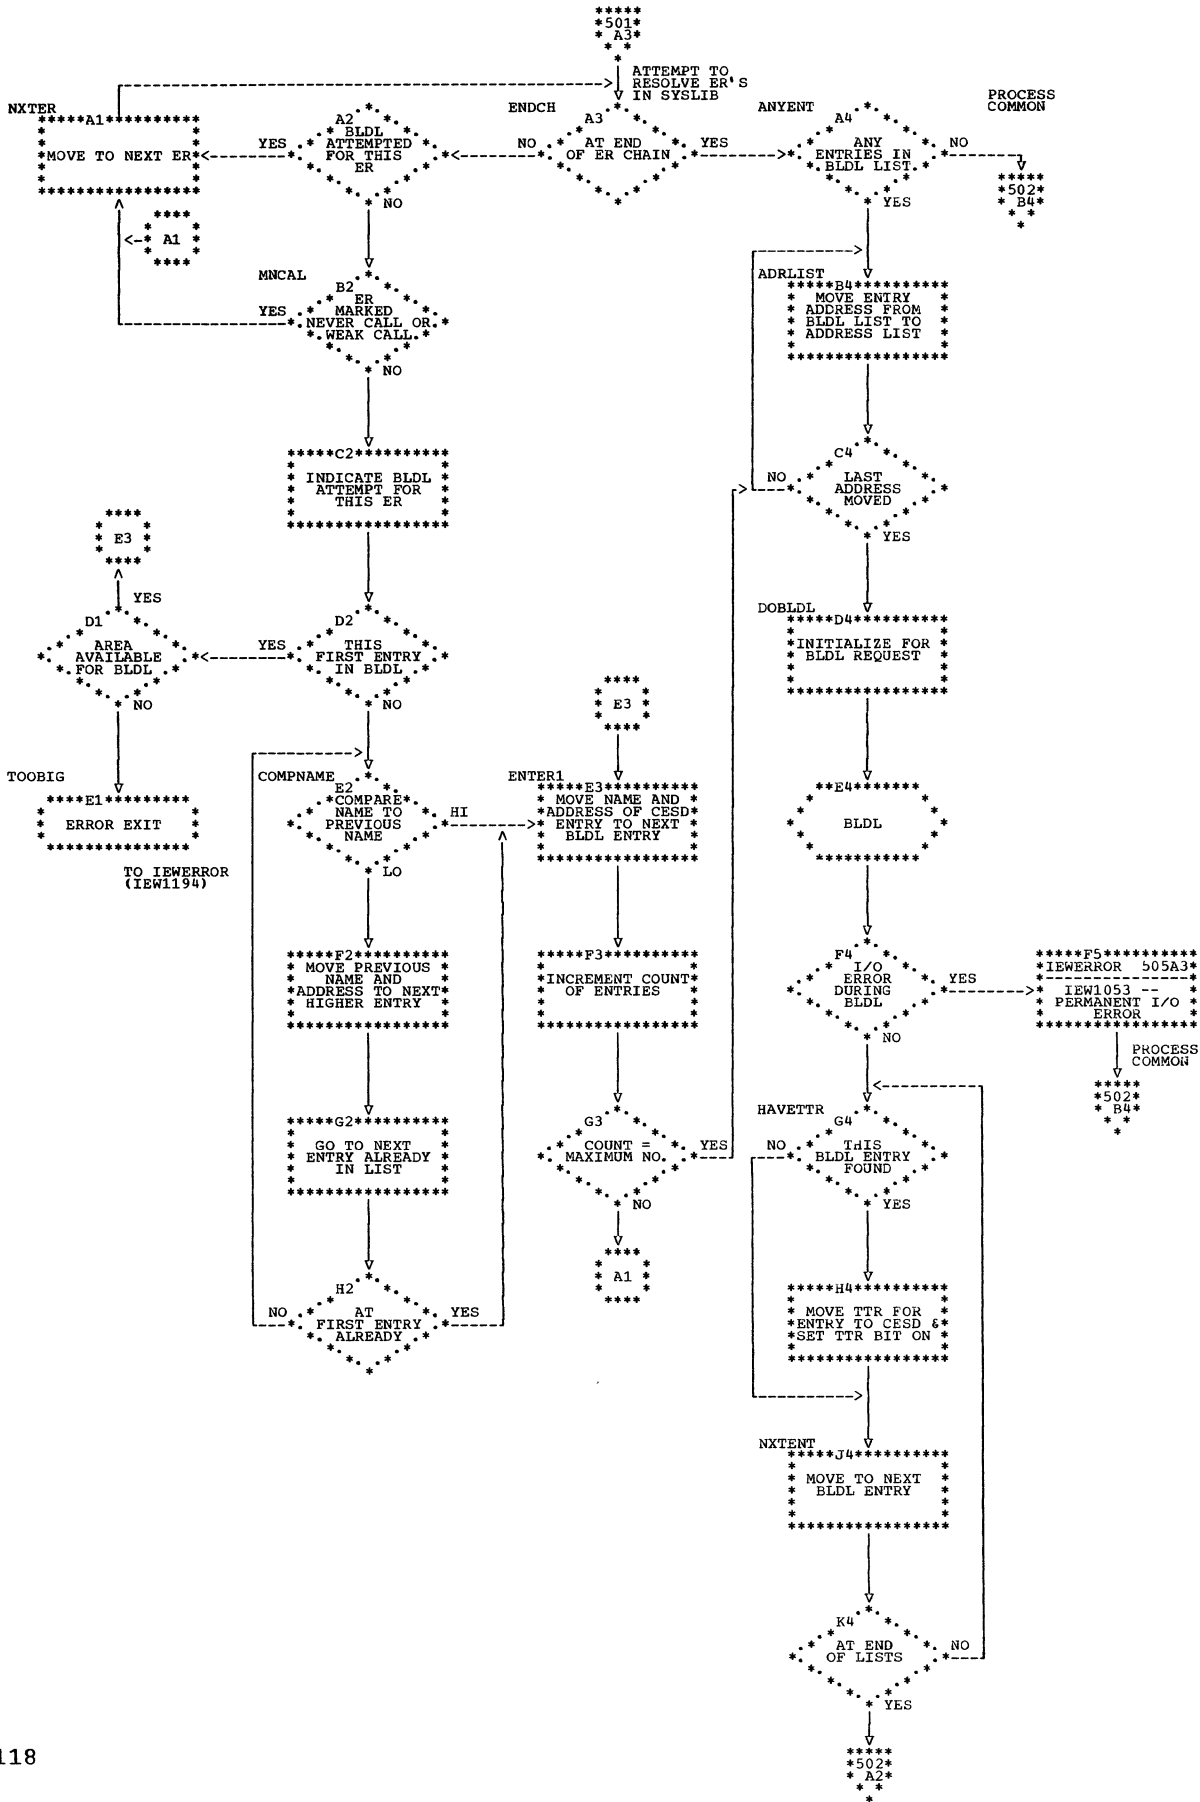 501
A3
ATTEMPT TO
RESOLVE ER'S
IN SYSLIB
NXTER
A1
MOVE TO NEXT ER
YES
A2
BLDL
ATTEMPTED
FOR THIS
ER
NO
ENDCH
NO
A3
AT END
OF ER CHAIN
YES
ANYENT
A4
ANY
ENTRIES IN
BLDL LIST
YES
NO
PROCESS
COMMON
502
B4
A1
MNCAL
YES
B2
ER
MARKED
NEVER CALL OR
WEAK CALL
NO
ADRLIST
B4
MOVE ENTRY
ADDRESS FROM
BLDL LIST TO
ADDRESS LIST
C2
INDICATE BLDL
ATTEMPT FOR
THIS ER
NO
C4
LAST
ADDRESS
MOVED
YES
E3
YES
D1
AREA
AVAILABLE
FOR BLDL
NO
YES
D2
THIS
FIRST ENTRY
IN BLDL
NO
DOBLDL
D4
INITIALIZE FOR
BLDL REQUEST
E3
TOOBIG
E1
ERROR EXIT
TO IEWERROR
(IEW1194)
COMPNAME
E2
COMPARE
NAME TO
PREVIOUS
NAME
HI
LO
ENTER1
E3
MOVE NAME AND
ADDRESS OF CESD
ENTRY TO NEXT
BLDL ENTRY
E4
BLDL
F2
MOVE PREVIOUS
NAME AND
ADDRESS TO NEXT
HIGHER ENTRY
F3
INCREMENT COUNT
OF ENTRIES
F4
I/O
ERROR
DURING
BLDL
YES
NO
F5
IEWERROR 505A3
IEW1053 --
PERMANENT I/O
ERROR
PROCESS
COMMON
502
B4
G2
GO TO NEXT
ENTRY ALREADY
IN LIST
G3
COUNT =
MAXIMUM NO.
YES
NO
A1
HAVETTR
NO
G4
THIS
BLDL ENTRY
FOUND
YES
NO
H2
AT
FIRST ENTRY
ALREADY
YES
H4
MOVE TTR FOR
ENTRY TO CESD &
SET TTR BIT ON
NXTENT
J4
MOVE TO NEXT
BLDL ENTRY
K4
AT END
OF LISTS
NO
YES
502
A2
118